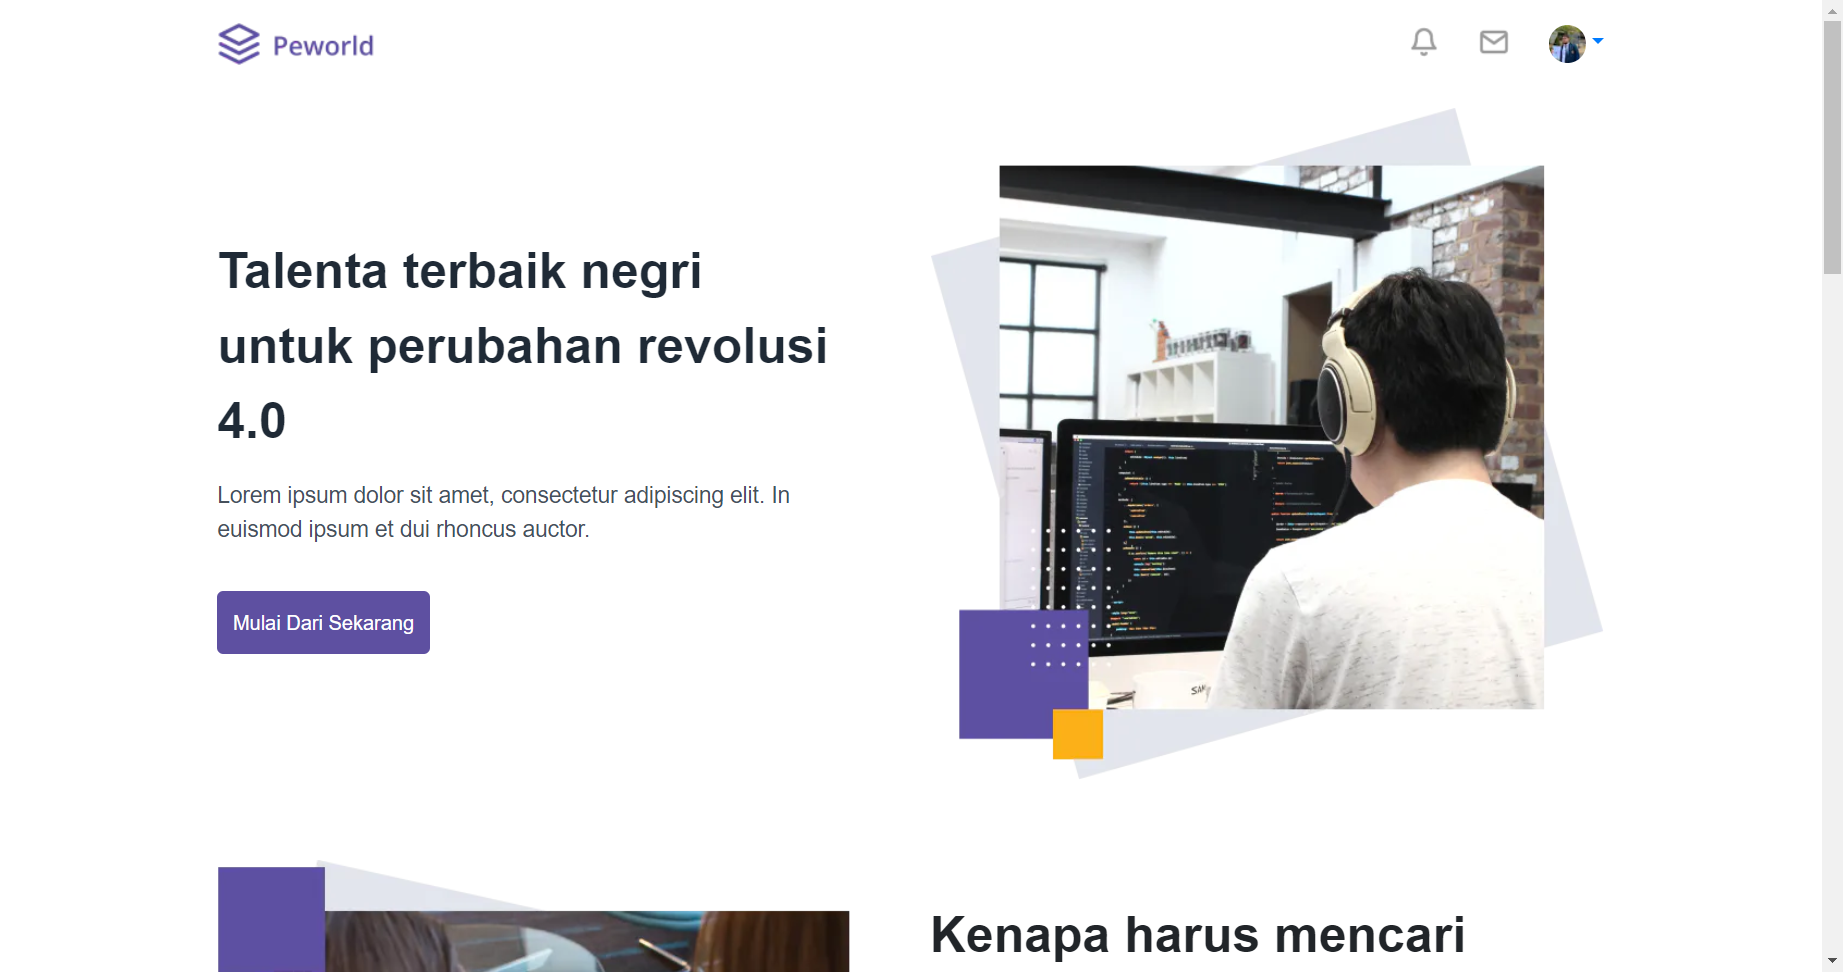 Peworld
Talenta terbaik negri
untuk perubahan revolusi
4.0
Lorem ipsum dolor sit amet, consectetur adipiscing elit. In
euismod ipsum et dui rhoncus auctor.
Mulai Dari Sekarang
SAM
Kenapa harus mencari